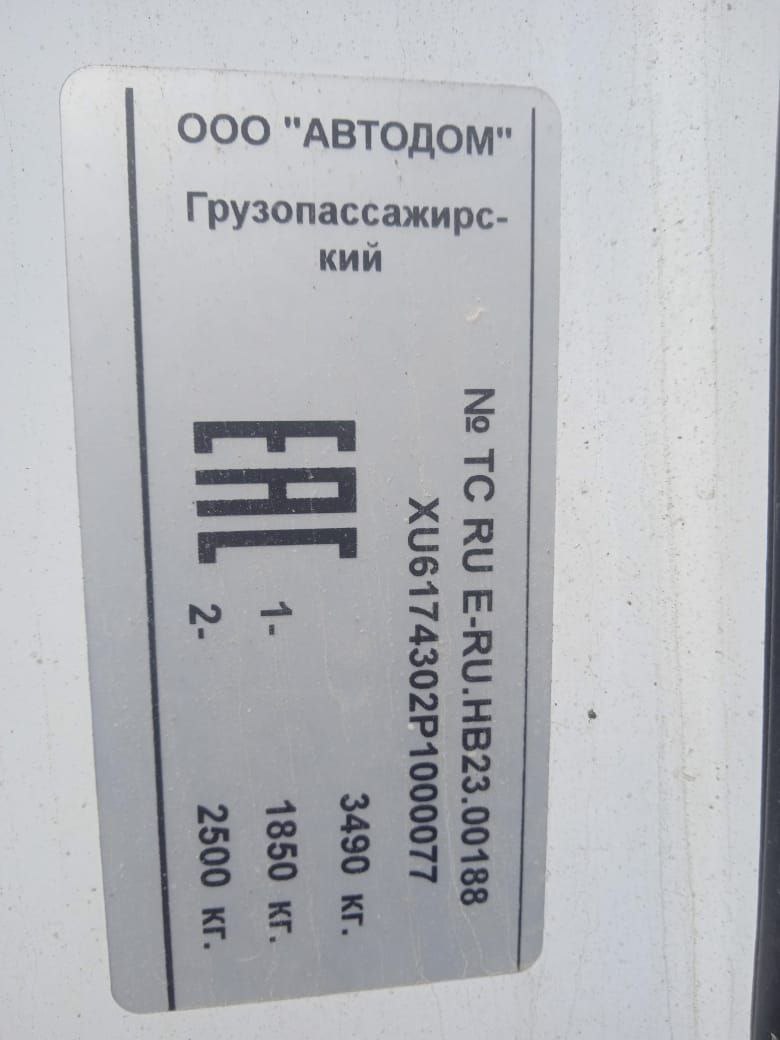 ООО "АВТОДОМ"
Грузопассажирс-
кий
№ ТС RU E-RU.HB23.00188
XU6174302P1000077
3490 кг.
1- 1850 кг.
2- 2500 кг.
EAC